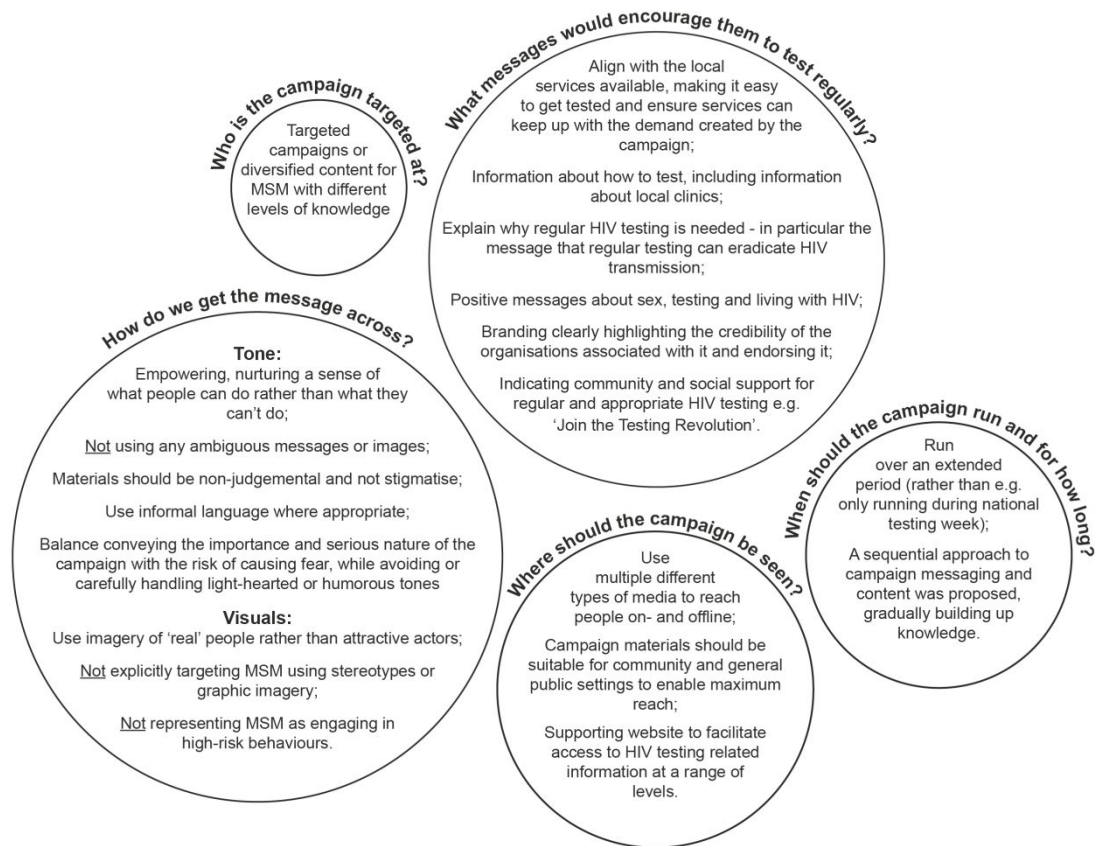 Who is the campaign targeted at?
Targeted
campaigns or
diversified content for
MSM with different
levels of knowledge
What messages would encourage them to test regularly?
Align with the local
services available, making it easy
to get tested and ensure services can
keep up with the demand created by the
campaign;
Information about how to test, including information
about local clinics;
Explain why regular HIV testing is needed - in particular the
message that regular testing can eradicate HIV
transmission;
Positive messages about sex, testing and living with HIV;
Branding clearly highlighting the credibility of the
organisations associated with it and endorsing it;
Indicating community and social support for
regular and appropriate HIV testing e.g.
‘Join the Testing Revolution’.
How do we get the message across?
Tone:
Empowering, nurturing a sense of
what people can do rather than what they
can’t do;
Not using any ambiguous messages or images;
Materials should be non-judgemental and not stigmatise;
Use informal language where appropriate;
Balance conveying the importance and serious nature of the
campaign with the risk of causing fear, while avoiding or
carefully handling light-hearted or humorous tones
Visuals:
Use imagery of ‘real’ people rather than attractive actors;
Not explicitly targeting MSM using stereotypes or
graphic imagery;
Not representing MSM as engaging in
high-risk behaviours.
Where should the campaign be seen?
Use
multiple different
types of media to reach
people on- and offline;
Campaign materials should be
suitable for community and general
public settings to enable maximum
reach;
Supporting website to facilitate
access to HIV testing related
information at a range of
levels.
When should the campaign run and for how long?
Run
over an extended
period (rather than e.g.
only running during national
testing week);
A sequential approach to
campaign messaging and
content was proposed,
gradually building up
knowledge.